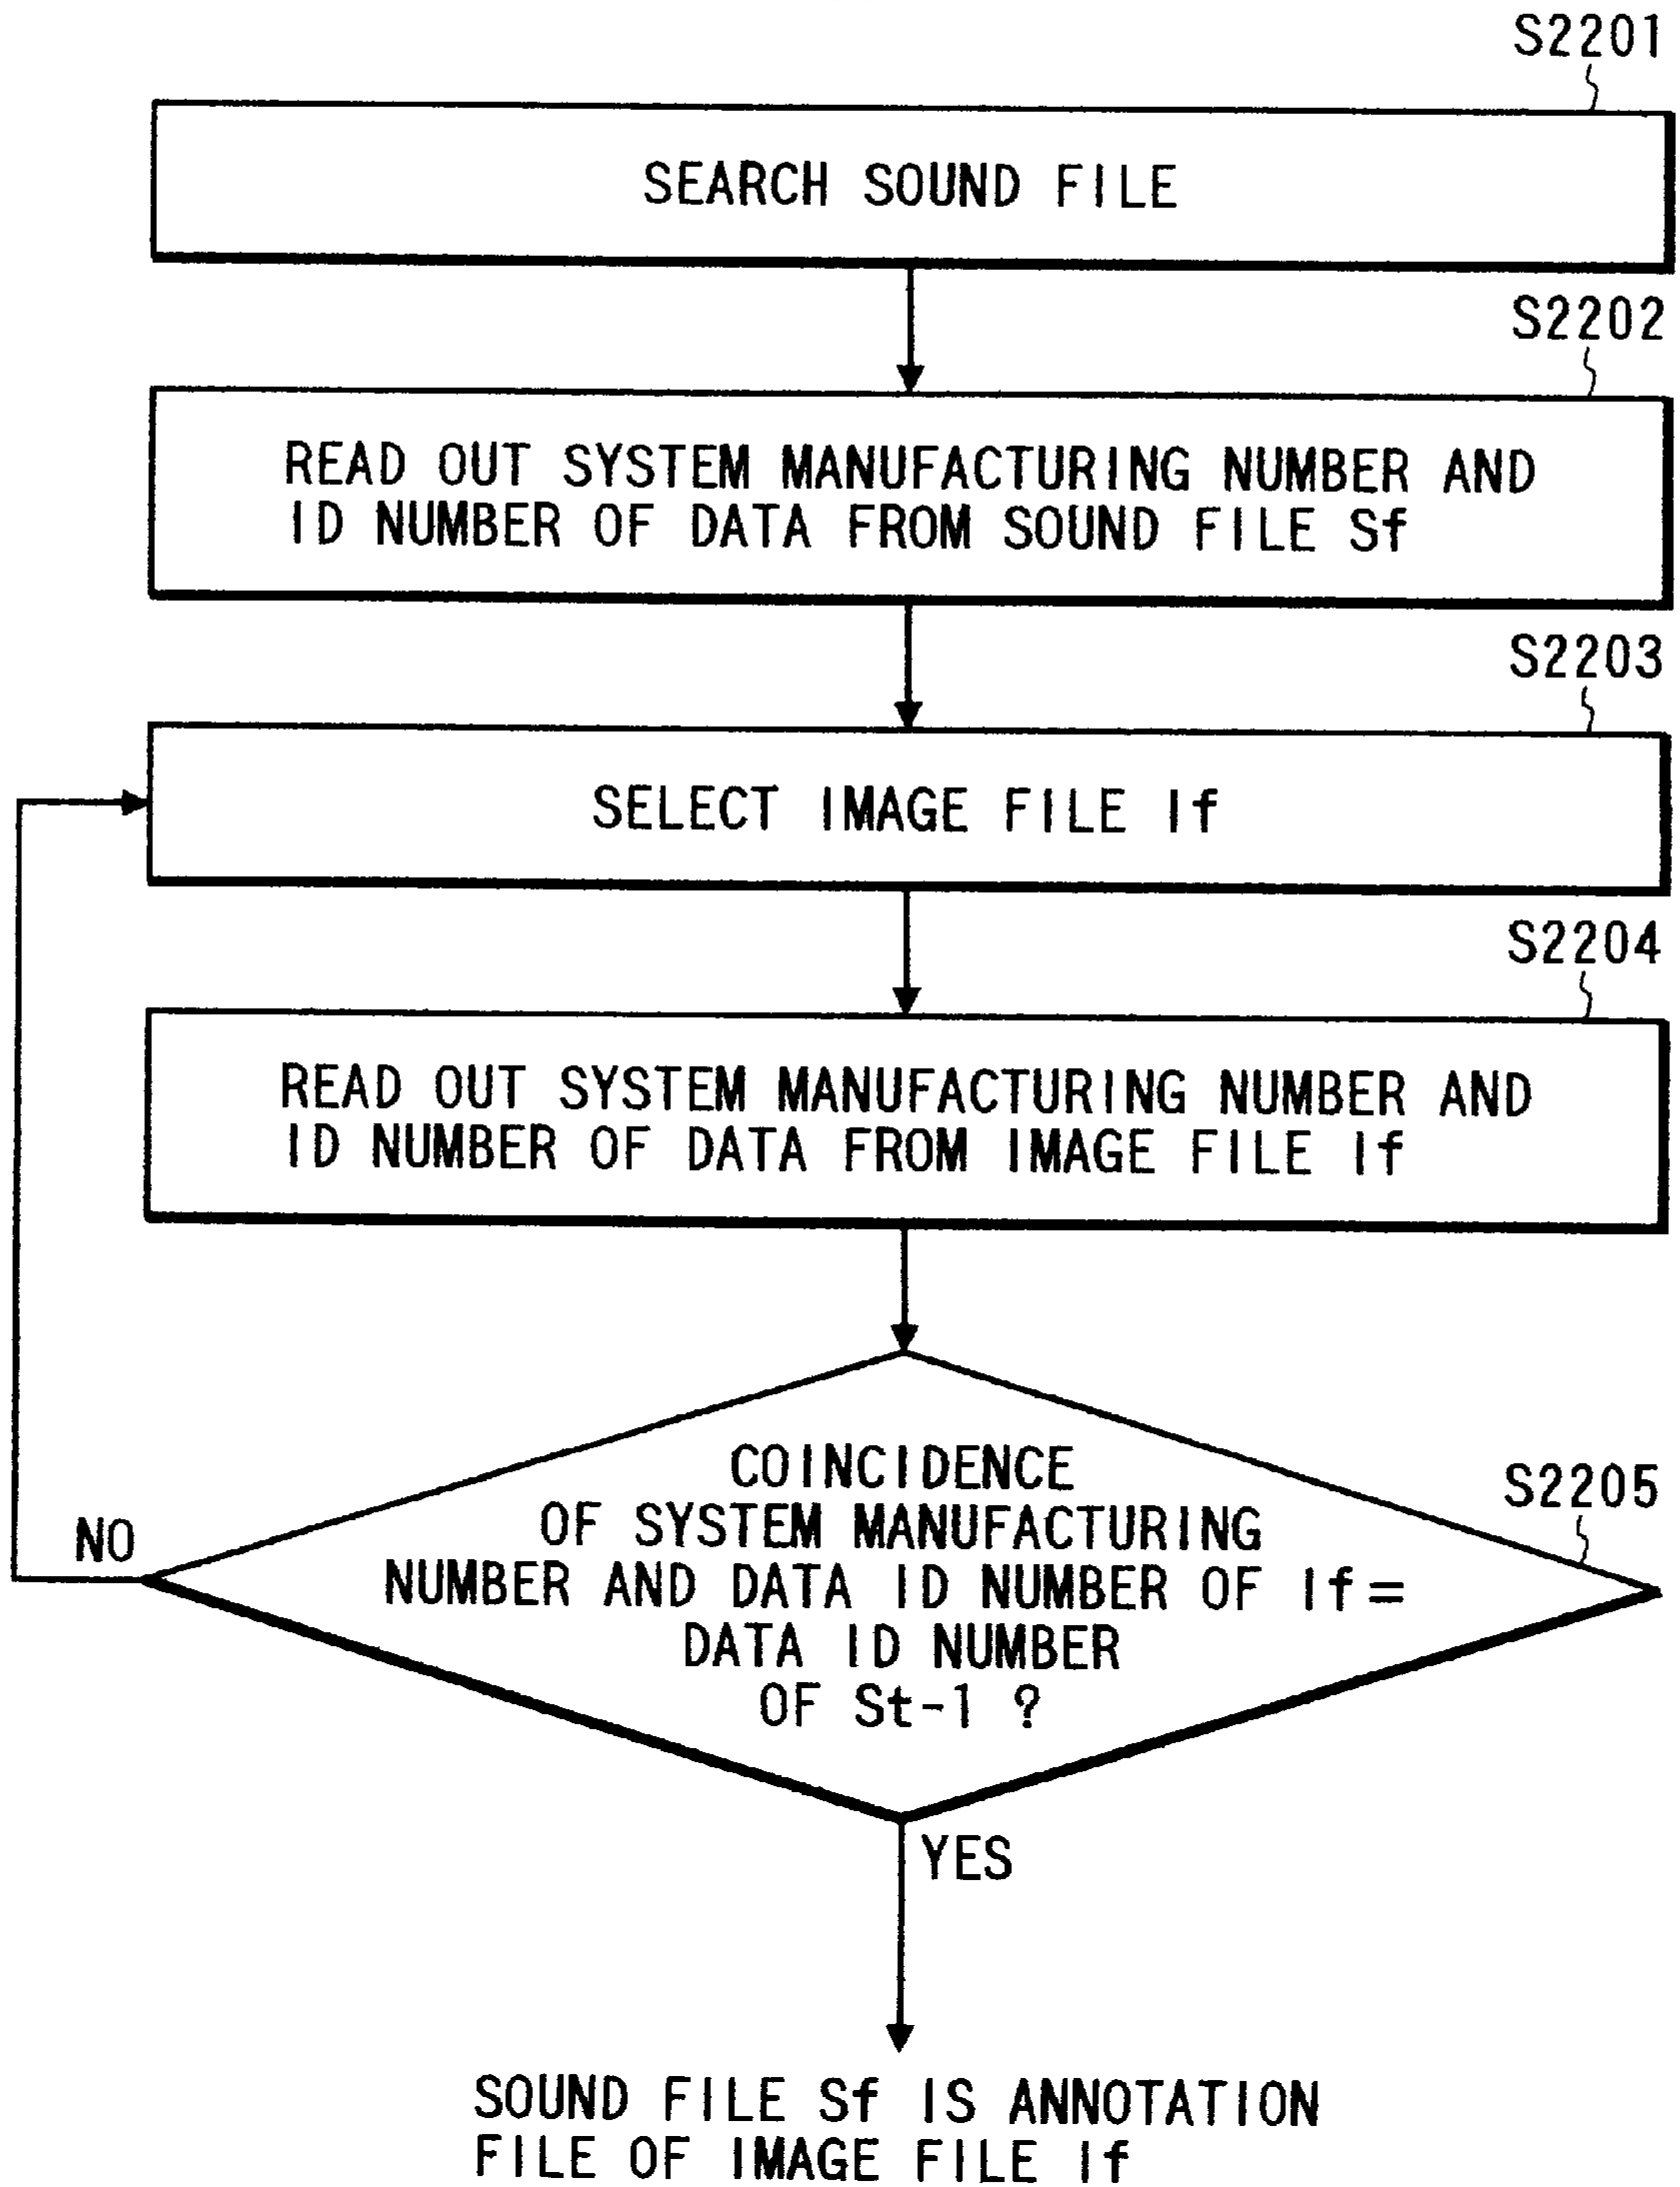 S2201
SEARCH SOUND FILE
S2202
READ OUT SYSTEM MANUFACTURING NUMBER AND
ID NUMBER OF DATA FROM SOUND FILE Sf
S2203
SELECT IMAGE FILE If
S2204
READ OUT SYSTEM MANUFACTURING NUMBER AND
ID NUMBER OF DATA FROM IMAGE FILE If
S2205
COINCIDENCE
OF SYSTEM MANUFACTURING
NUMBER AND DATA ID NUMBER OF If=
DATA ID NUMBER
OF St-1 ?
NO
YES
SOUND FILE Sf IS ANNOTATION
FILE OF IMAGE FILE If